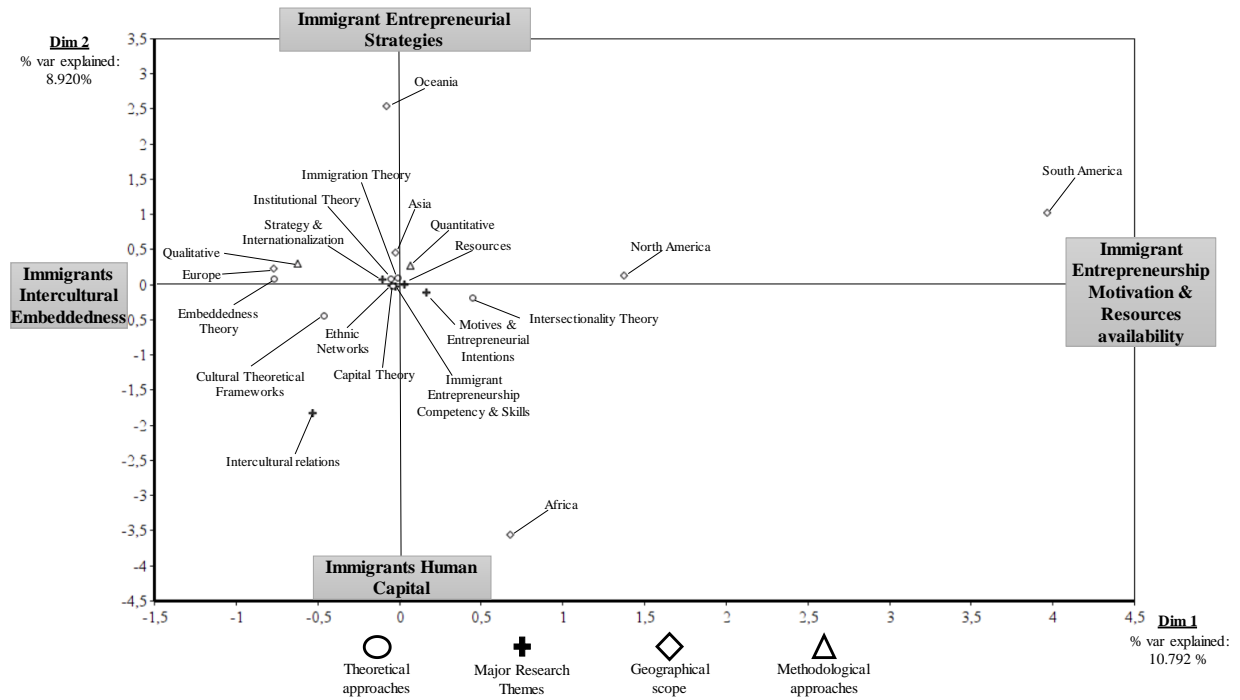 Immigrant Entrepreneurial
Strategies
Dim 2
% var explained:
8.920%
3,5
3
2,5
2
1,5
1
0,5
0
0,5
-1
-1,5
-2
-2,5
-3
-3,5
-4
-4,5
Oceania
South America
Immigration Theory
Institutional Theory
Asia
Strategy &
Internationalization
Quantitative
Resources
Qualitative
North America
Europe
Immigrants
Intercultural
Embeddedness
Immigrant
Entrepreneurship
Motivation &
Resources
availability
Embeddedness
Theory
Ethnic
Networks
Motives &
Entrepreneurial
Intentions
Intersectionality Theory
Cultural Theoretical
Frameworks
Capital Theory
Immigrant
Entrepreneurship
Competency & Skills
Intercultural relations
Africa
Immigrants Human
Capital
-1,5
-1
-0,5
0
0,5
1
1,5
2
2,5
3
3,5
4
4,5
Dim 1
% var explained:
10.792 %
Theoretical
approaches
Major Research
Themes
Geographical
scope
Methodological
approaches